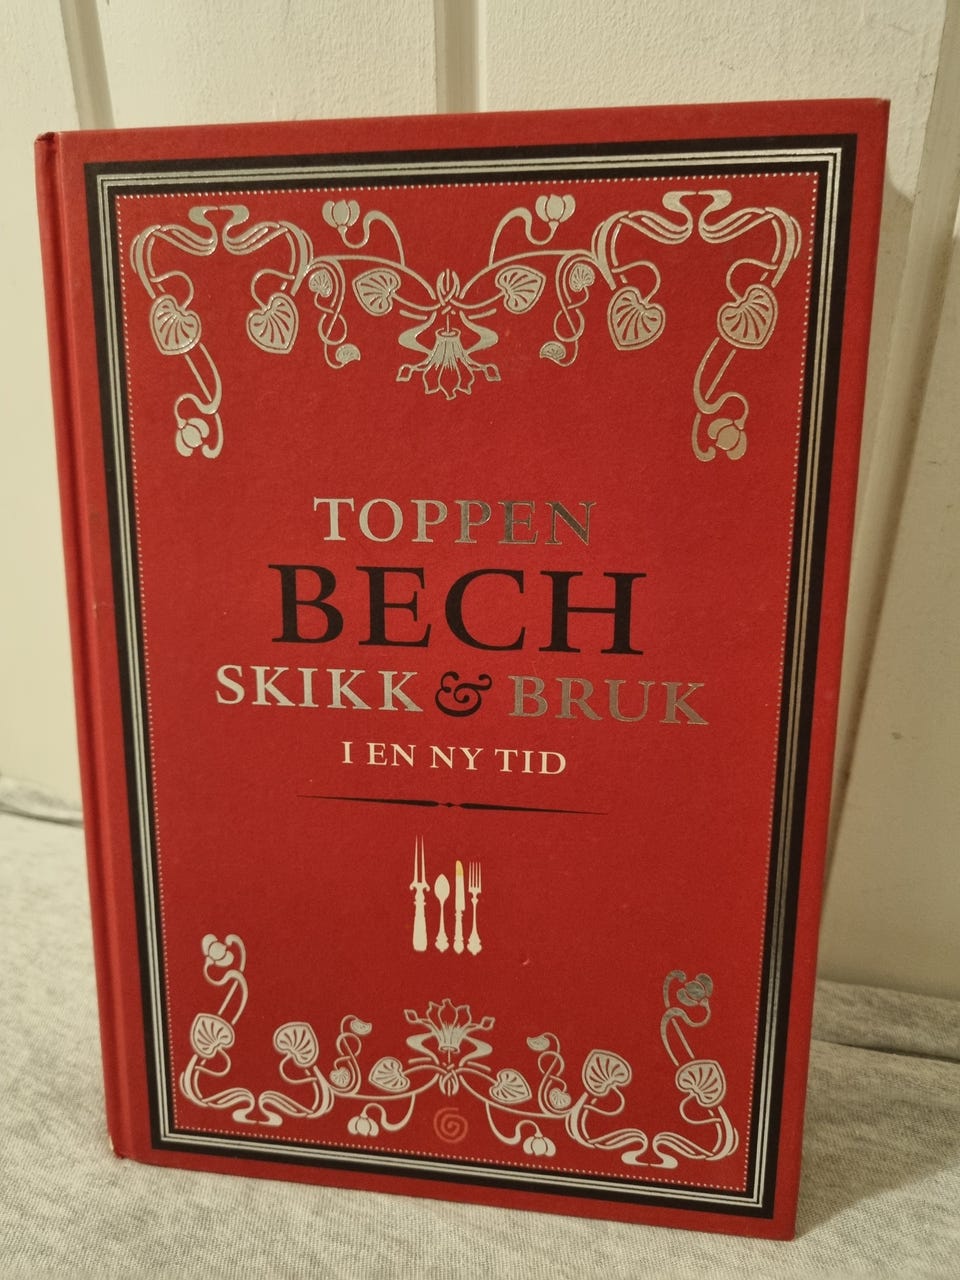 TOPPEN
BECH
SKIKK & BRUK
I EN NY TID